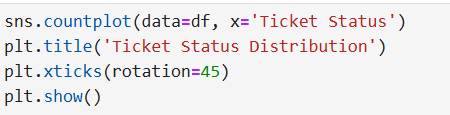 sns.countplot(data=df, x='Ticket Status')
plt.title('Ticket Status Distribution')
plt.xticks(rotation=45)
plt.show()